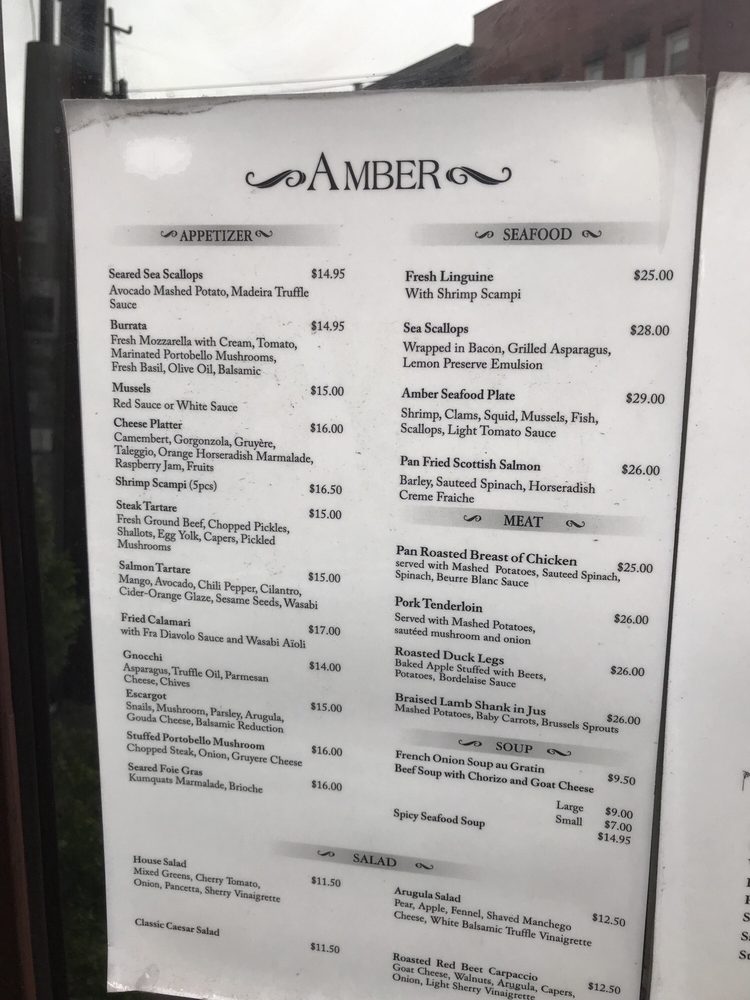 AMBER
APPETIZER
Seared Sea Scallops $14.95
Avocado Mashed Potato, Madeira Truffle
Sauce
Burrata $14.95
Fresh Mozzarella with Cream, Tomato,
Marinated Portobello Mushrooms,
Fresh Basil, Olive Oil, Balsamic
Mussels $15.00
Red Sauce or White Sauce
Cheese Platter $16.00
Camembert, Gorgonzola, Gruyère,
Taleggio, Orange Horseradish Marmalade,
Raspberry Jam, Fruits
Shrimp Scampi (5pcs) $16.50
Steak Tartare $15.00
Fresh Ground Beef, Chopped Pickles,
Shallots, Egg Yolk, Capers, Pickled
Mushrooms
Salmon Tartare $15.00
Mango, Avocado, Chili Pepper, Cilantro,
Cider-Orange Glaze, Sesame Seeds, Wasabi
Fried Calamari $17.00
with Fra Diavolo Sauce and Wasabi Aïoli
Gnocchi $14.00
Asparagus, Truffle Oil, Parmesan
Cheese, Chives
Escargot $15.00
Snails, Mushroom, Parsley, Arugula,
Gouda Cheese, Balsamic Reduction
Stuffed Portobello Mushroom $16.00
Chopped Steak, Onion, Gruyere Cheese
Seared Foie Gras $16.00
Kumquats Marmalade, Brioche
SEAFOOD
Fresh Linguine $25.00
With Shrimp Scampi
Sea Scallops $28.00
Wrapped in Bacon, Grilled Asparagus,
Lemon Preserve Emulsion
Amber Seafood Plate $29.00
Shrimp, Clams, Squid, Mussels, Fish,
Scallops, Light Tomato Sauce
Pan Fried Scottish Salmon $26.00
Barley, Sauteed Spinach, Horseradish
Creme Fraiche
MEAT
Pan Roasted Breast of Chicken $25.00
served with Mashed Potatoes, Sauteed Spinach,
Spinach, Beurre Blanc Sauce
Pork Tenderloin $26.00
Served with Mashed Potatoes,
sautéed mushroom and onion
Roasted Duck Legs $26.00
Baked Apple Stuffed with Beets,
Potatoes, Bordelaise Sauce
Braised Lamb Shank in Jus $26.00
Mashed Potatoes, Baby Carrots, Brussels Sprouts
SOUP
French Onion Soup au Gratin $9.50
Beef Soup with Chorizo and Goat Cheese
Large $9.00
Small $7.00
Spicy Seafood Soup $14.95
SALAD
House Salad $11.50
Mixed Greens, Cherry Tomato,
Onion, Pancetta, Sherry Vinaigrette
Classic Caesar Salad $11.50
Arugula Salad $12.50
Pear, Apple, Fennel, Shaved Manchego
Cheese, White Balsamic Truffle Vinaigrette
Roasted Red Beet Carpaccio $12.50
Goat Cheese, Walnuts, Arugula, Capers,
Onion, Light Sherry Vinaigrette